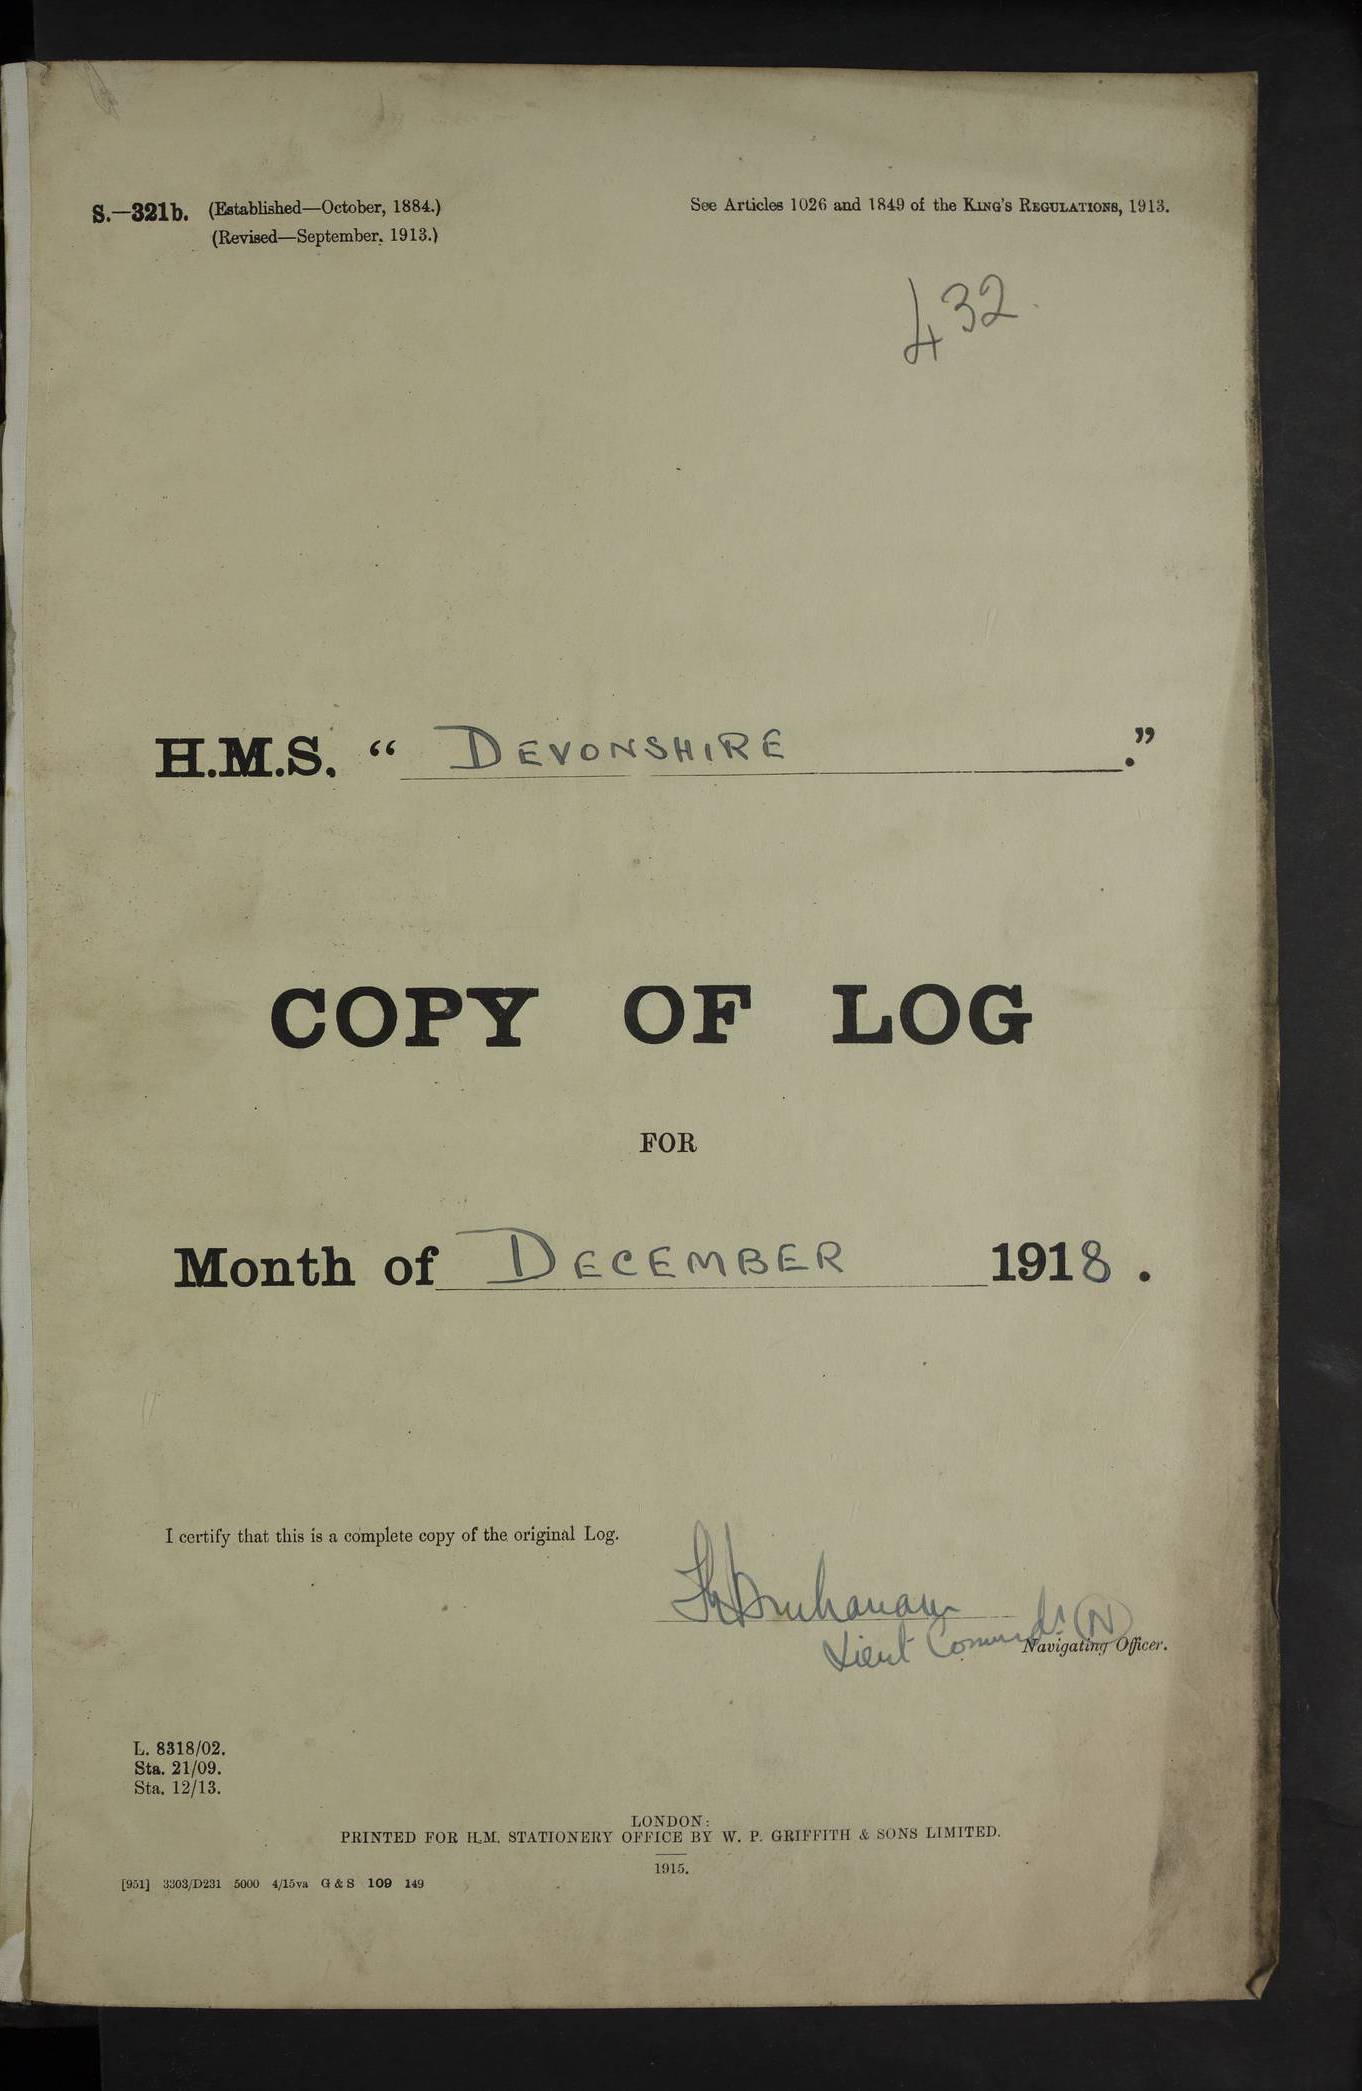 S.—321b. (Established—October, 1884.)
(Revised—September, 1913.)
See Articles 1026 and 1849 of the KING'S REGULATIONS, 1913.
432
H.M.S. “ DEVONSHIRE .”
COPY OF LOG
FOR
Month of DECEMBER 1918.
I certify that this is a complete copy of the original Log.
Buchanan
Lieut Commdr (N)
Navigating Officer.
L. 8318/02.
Sta. 21/09.
Sta. 12/13.
LONDON:
PRINTED FOR H.M. STATIONERY OFFICE BY W. P. GRIFFITH & SONS LIMITED.
1915.
[951] 3303/D231 5000 4/15va G & S 109 149